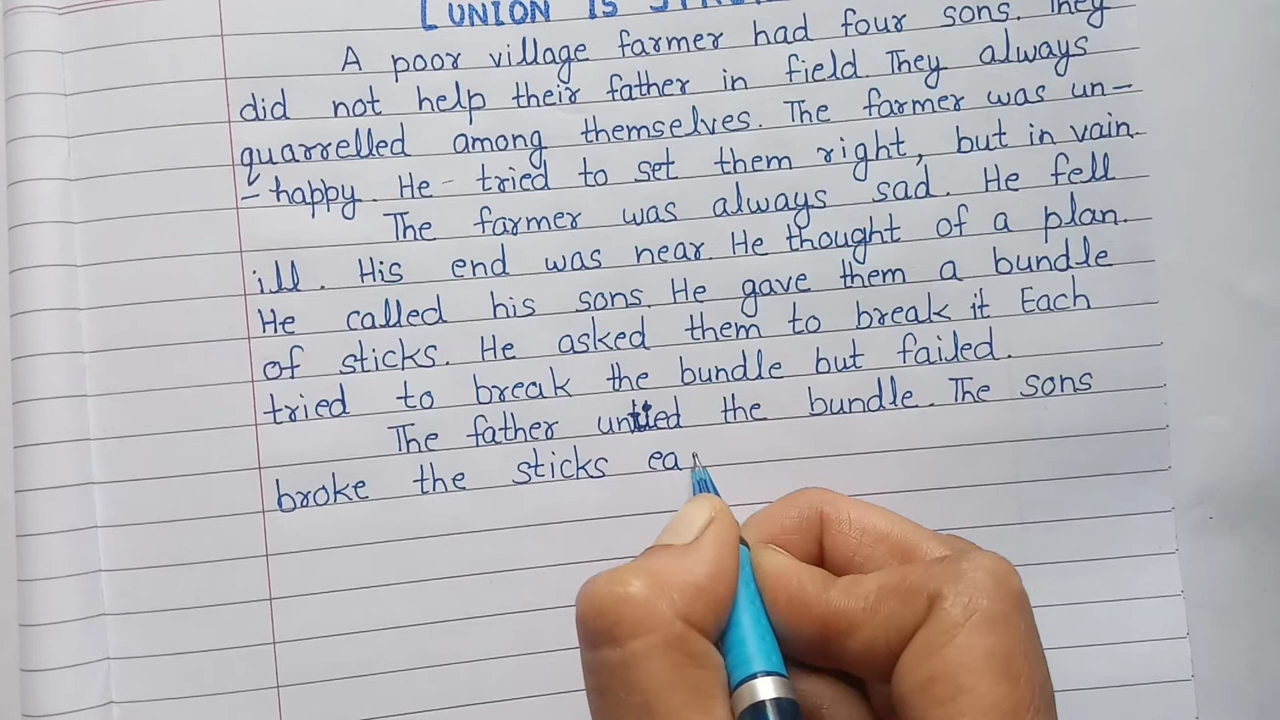 [UNION IS
A poor village farmer had four sons. They
did not help their father in field. They always
quarrelled among themselves. The farmer was un-
- happy. He - tried to set them right, but in vain.
The farmer was always sad. He fell
ill. His end was near. He thought of a plan.
He called his sons. He gave them a bundle
of sticks. He asked them to break it Each
tried to break the bundle but failed.
The father untied the bundle. The sons
broke the sticks ea